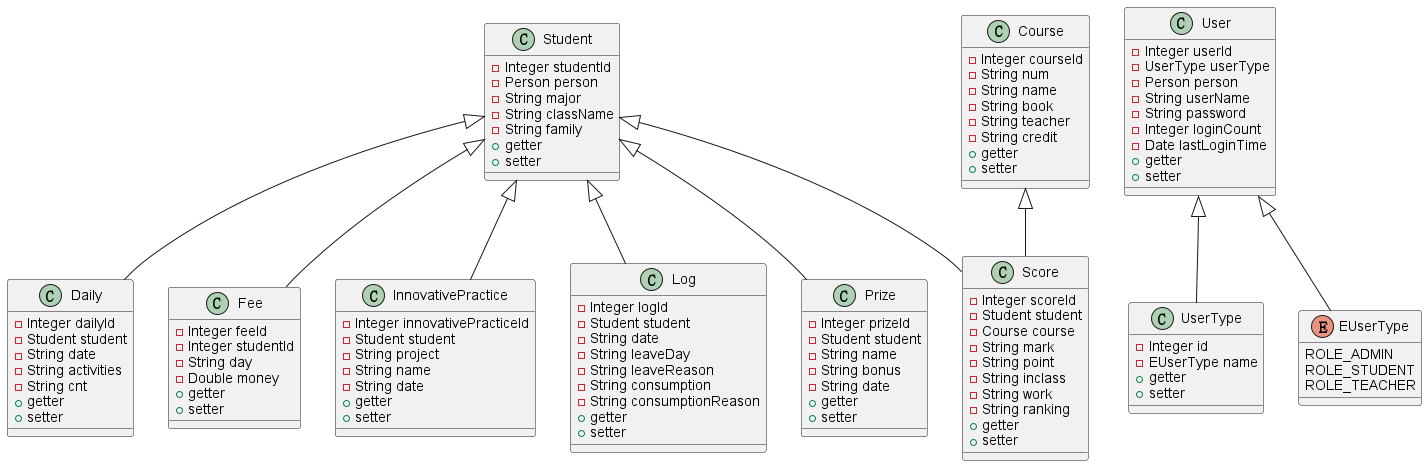 C Student
Integer studentId
Person person
String major
String className
String family
getter
setter
C Course
Integer courseId
String num
String name
String book
String teacher
String credit
getter
setter
C User
Integer userId
UserType userType
Person person
String userName
String password
Integer loginCount
Date lastLoginTime
getter
setter
C Daily
Integer dailyId
Student student
String date
String activities
String cnt
getter
setter
C Fee
Integer feeId
Integer studentId
String day
Double money
getter
setter
C InnovativePractice
Integer innovativePracticeId
Student student
String project
String name
String date
getter
setter
C Log
Integer logId
Student student
String date
String leaveDay
String leaveReason
String consumption
String consumptionReason
getter
setter
C Prize
Integer prizeId
Student student
String name
String bonus
String date
getter
setter
C Score
Integer scoreId
Student student
Course course
String mark
String point
String inclass
String work
String ranking
getter
setter
C UserType
Integer id
EUserType name
getter
setter
E EUserType
ROLE_ADMIN
ROLE_STUDENT
ROLE_TEACHER